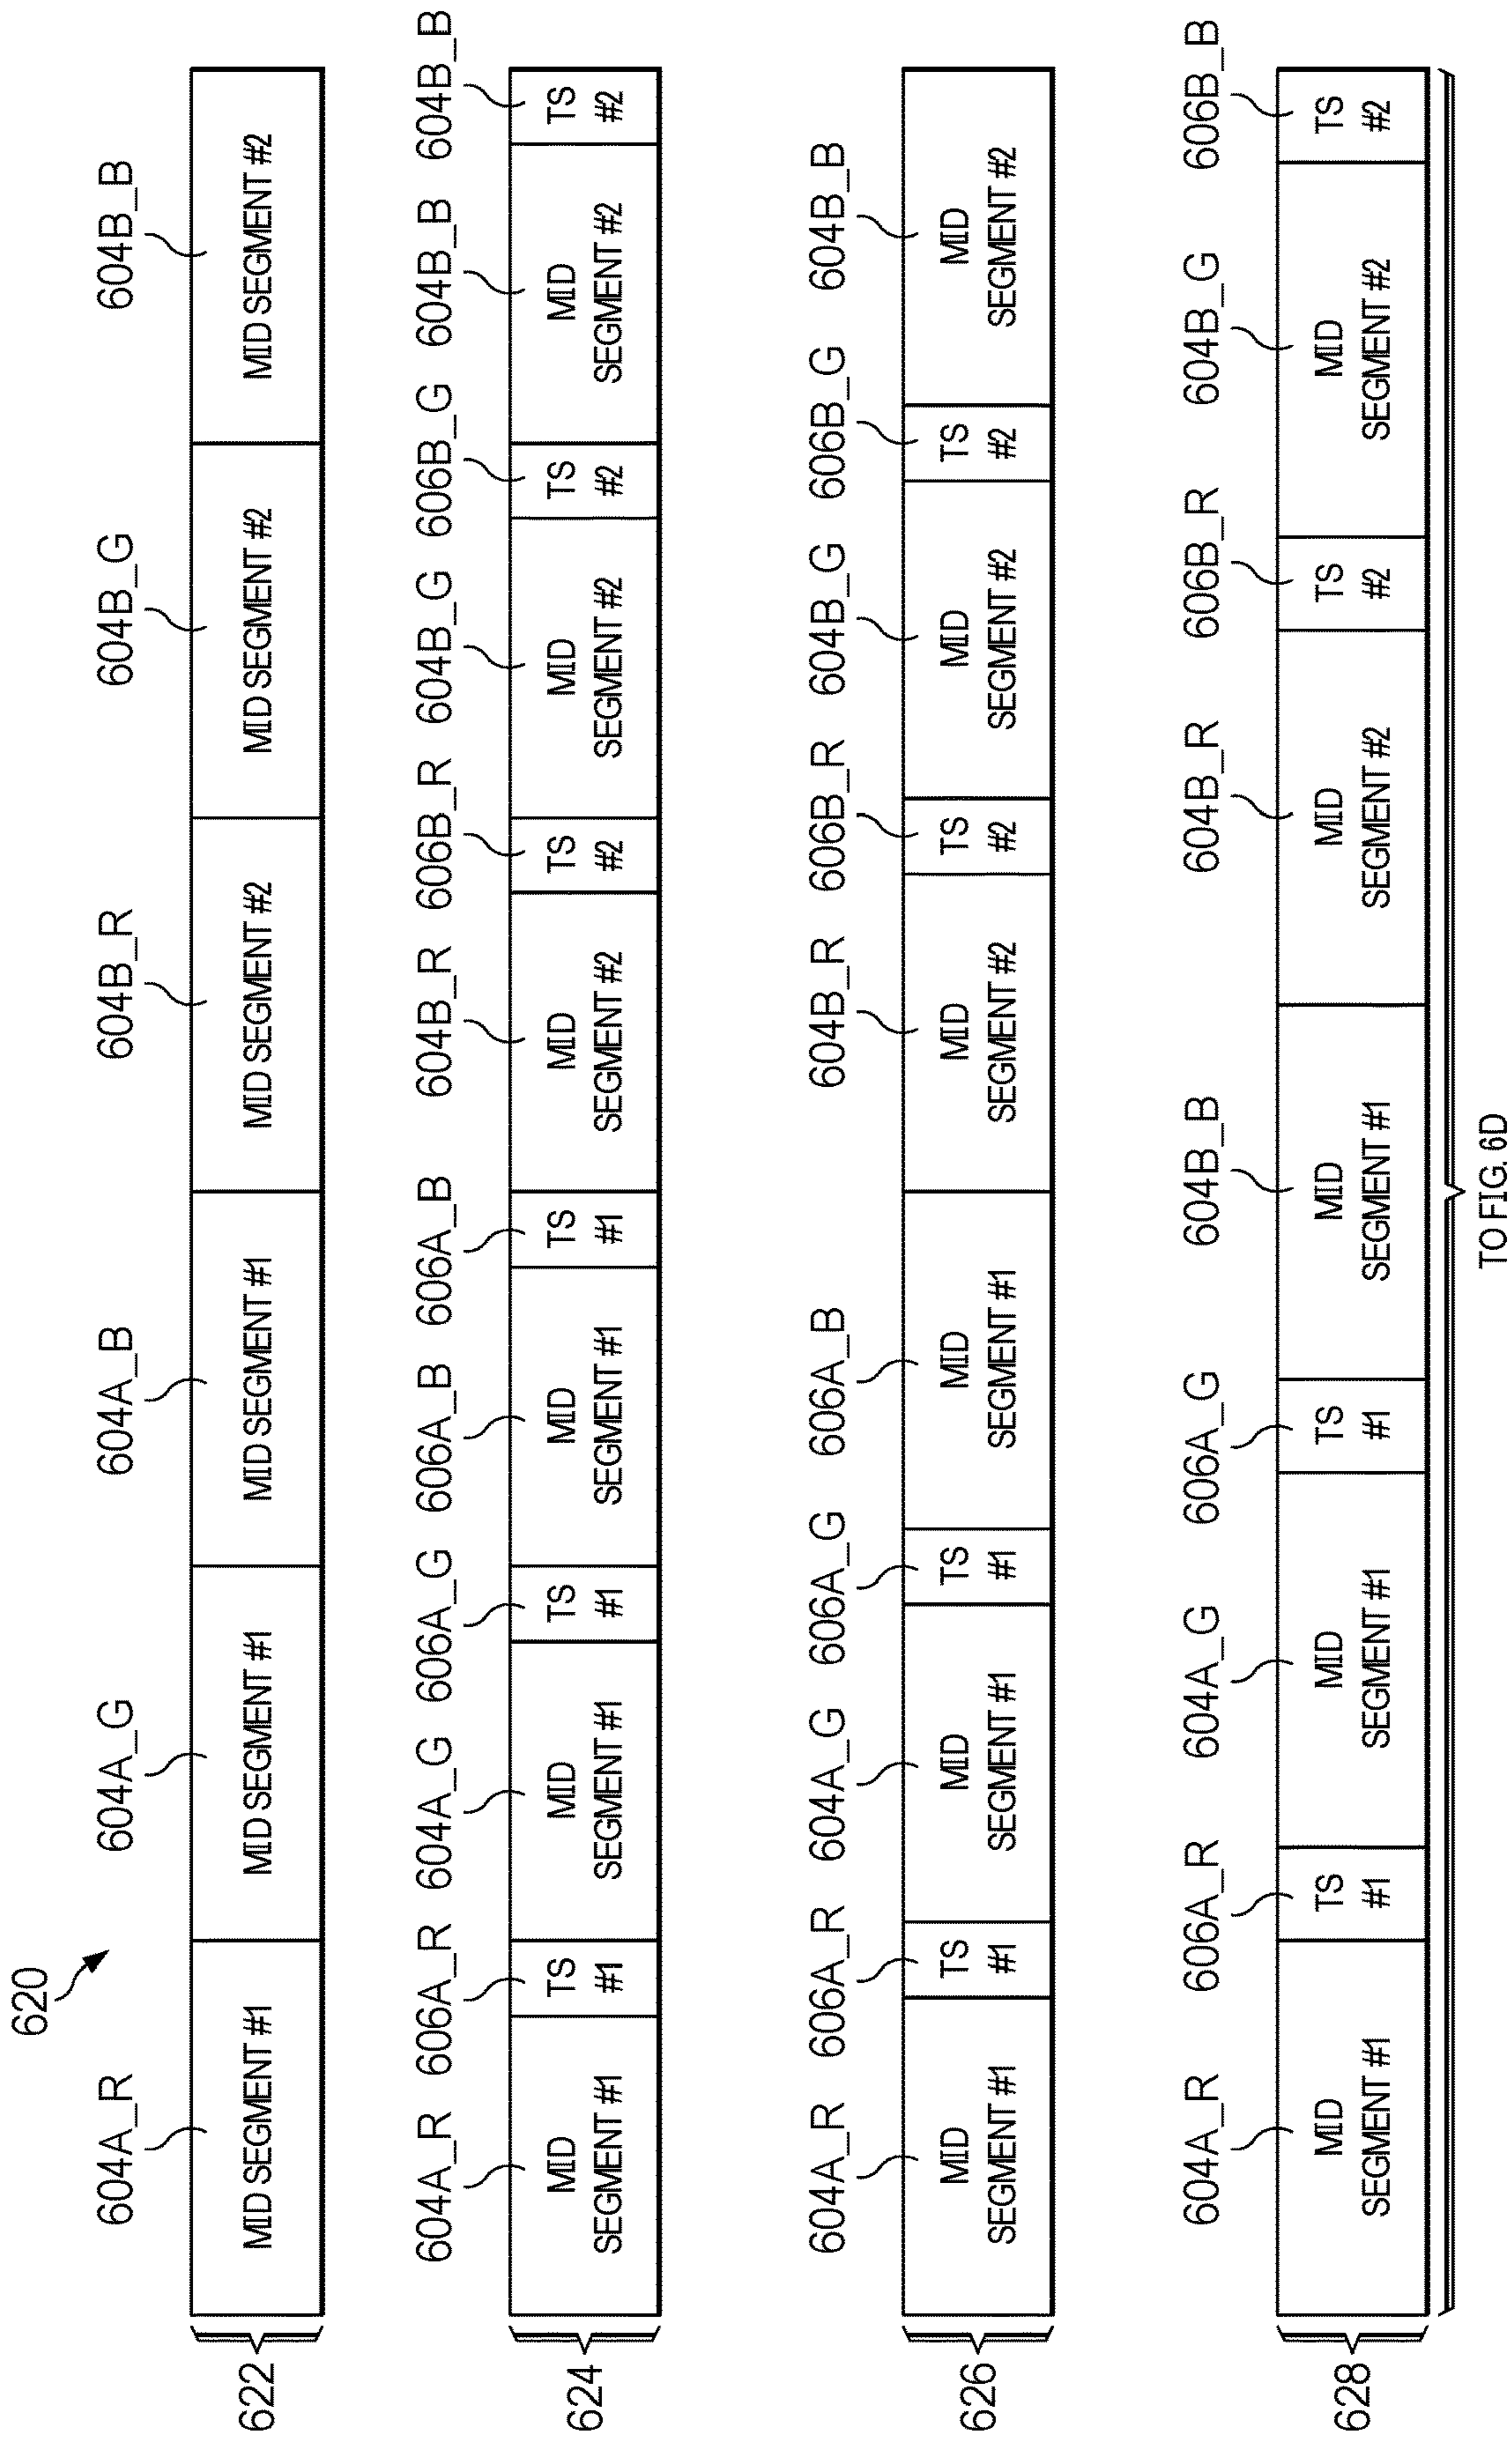 620
604A_R
604A_G
604A_B
604B_R
604B_G
604B_B
622
MID SEGMENT #1
MID SEGMENT #1
MID SEGMENT #1
MID SEGMENT #2
MID SEGMENT #2
MID SEGMENT #2
604A_R
606A_R
604A_G
606A_G
606A_B
606A_B
604B_R
606B_R
604B_G
606B_G
604B_B
604B_B
624
MID
SEGMENT #1
TS
#1
MID
SEGMENT #1
TS
#1
MID
SEGMENT #1
TS
#1
MID
SEGMENT #2
TS
#2
MID
SEGMENT #2
TS
#2
MID
SEGMENT #2
TS
#2
604A_R
606A_R
604A_G
606A_G
606A_B
604B_R
606B_R
604B_G
606B_G
604B_B
626
MID
SEGMENT #1
TS
#1
MID
SEGMENT #1
TS
#1
MID
SEGMENT #1
MID
SEGMENT #2
TS
#2
MID
SEGMENT #2
TS
#2
MID
SEGMENT #2
604A_R
606A_R
604A_G
606A_G
604B_B
604B_R
606B_R
604B_G
606B_B
628
MID
SEGMENT #1
TS
#1
MID
SEGMENT #1
TS
#1
MID
SEGMENT #1
MID
SEGMENT #2
TS
#2
MID
SEGMENT #2
TS
#2
TO FIG. 6D